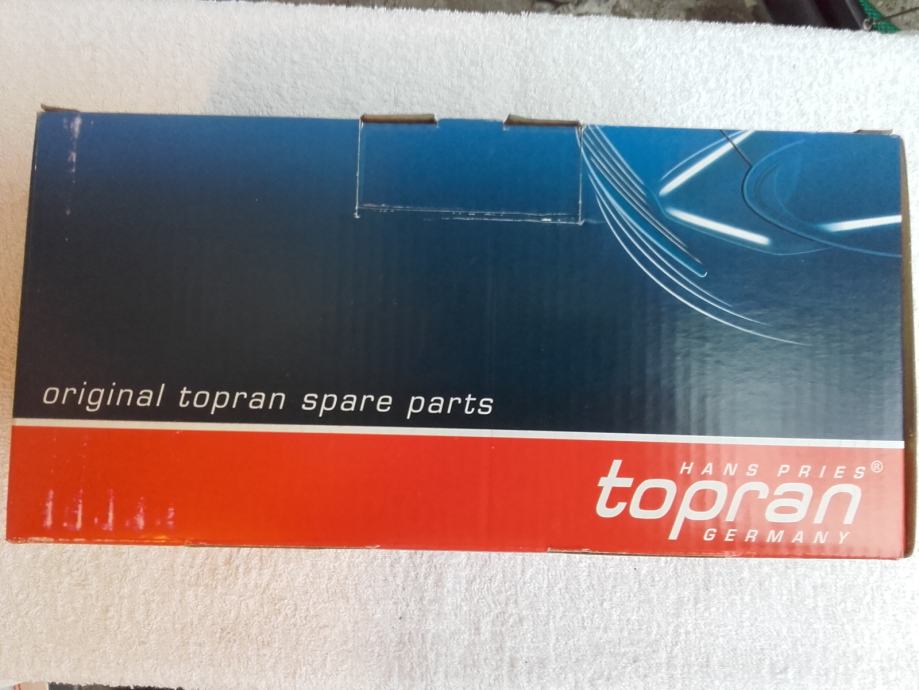 original topran spare parts
HANS PRIES®
topran
GERMANY